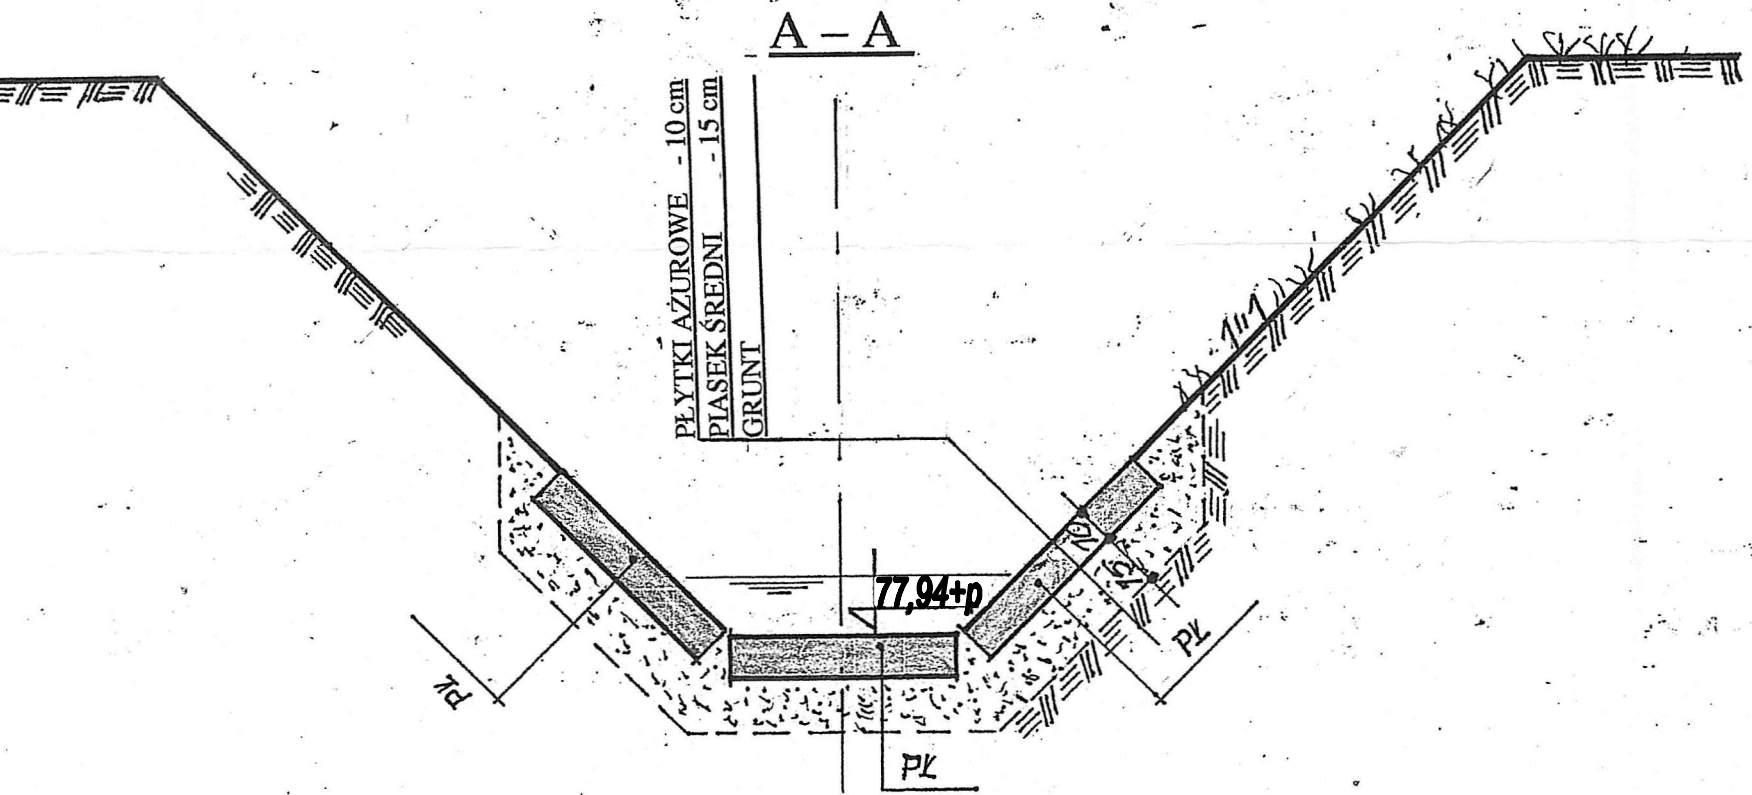 A – A
PŁYTKI AŻUROWE - 10 cm
PIASEK ŚREDNI - 15 cm
GRUNT
1:1
10
15
77,94+p
PŁ
PŁ
PŁ